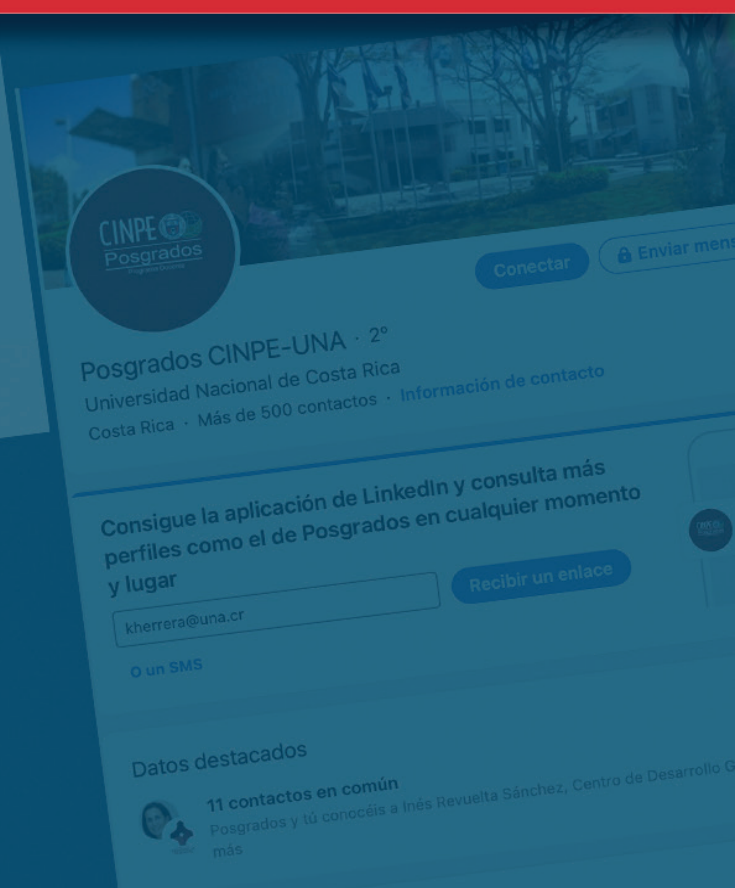 CINPE
Posgrados
Conectar
Enviar mens
Posgrados CINPE-UNA · 2°
Universidad Nacional de Costa Rica
Costa Rica · Más de 500 contactos · Información de contacto
Consigue la aplicación de LinkedIn y consulta más
perfiles como el de Posgrados en cualquier momento
y lugar
kherrera@una.cr
Recibir un enlace
O un SMS
Datos destacados
11 contactos en común
Posgrados y tú conocéis a Inés Revuelta Sánchez, Centro de Desarrollo G
más